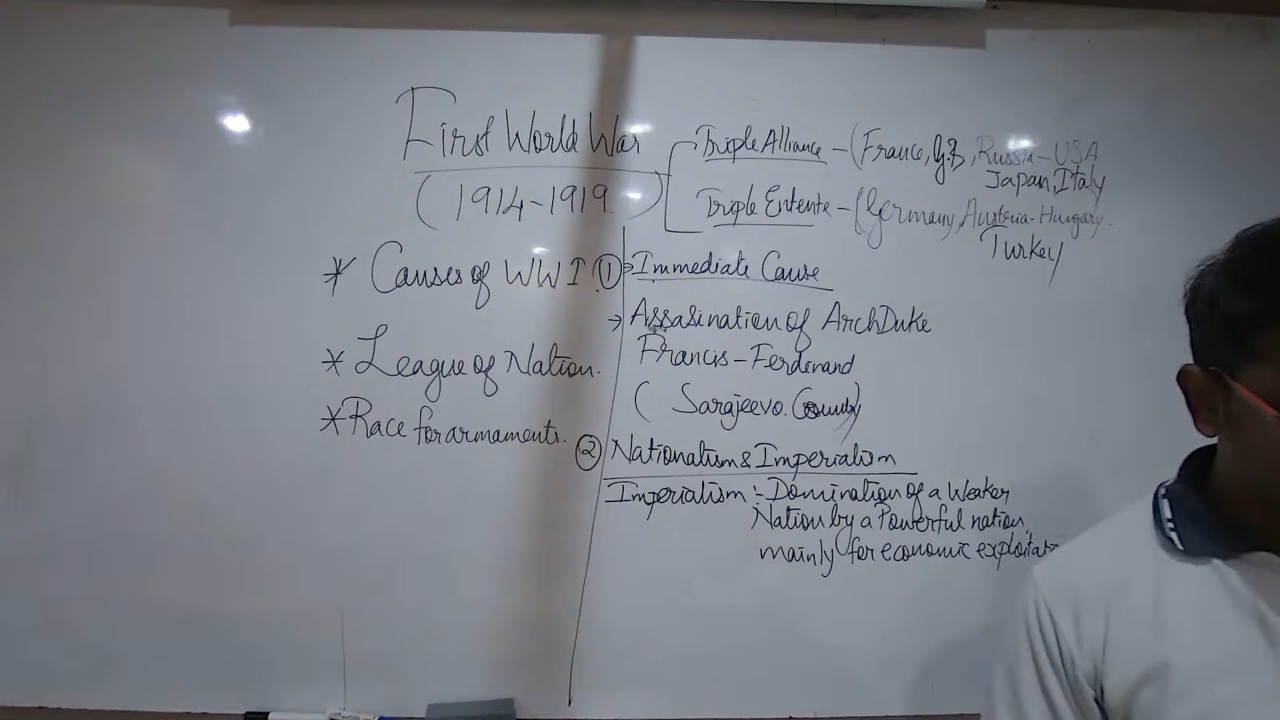 First World War
(1914-1919)
Triple Alliance - (France, G.B, Russia - USA
Japan, Italy
Triple Entente - (Germany, Austria-Hungary.
Turkey
* Causes of WWI
* League of Nation.
* Race for armaments.
① Immediate Cause
→ Assasination of ArchDuke
Francis - Ferdenand
( Sarajeevo.
② Nationalism & Imperialism
Imperialism :- Domination of a Weaker
Nation by a Powerful nation,
mainly for economic